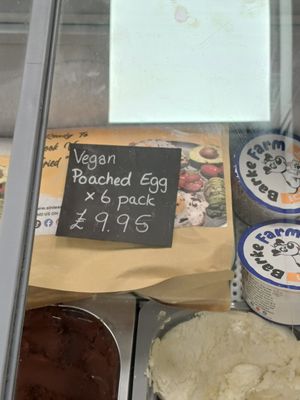 Vegan
Poached Egg
x 6 pack
£ 9.95
Barke Farm
Barke Farm